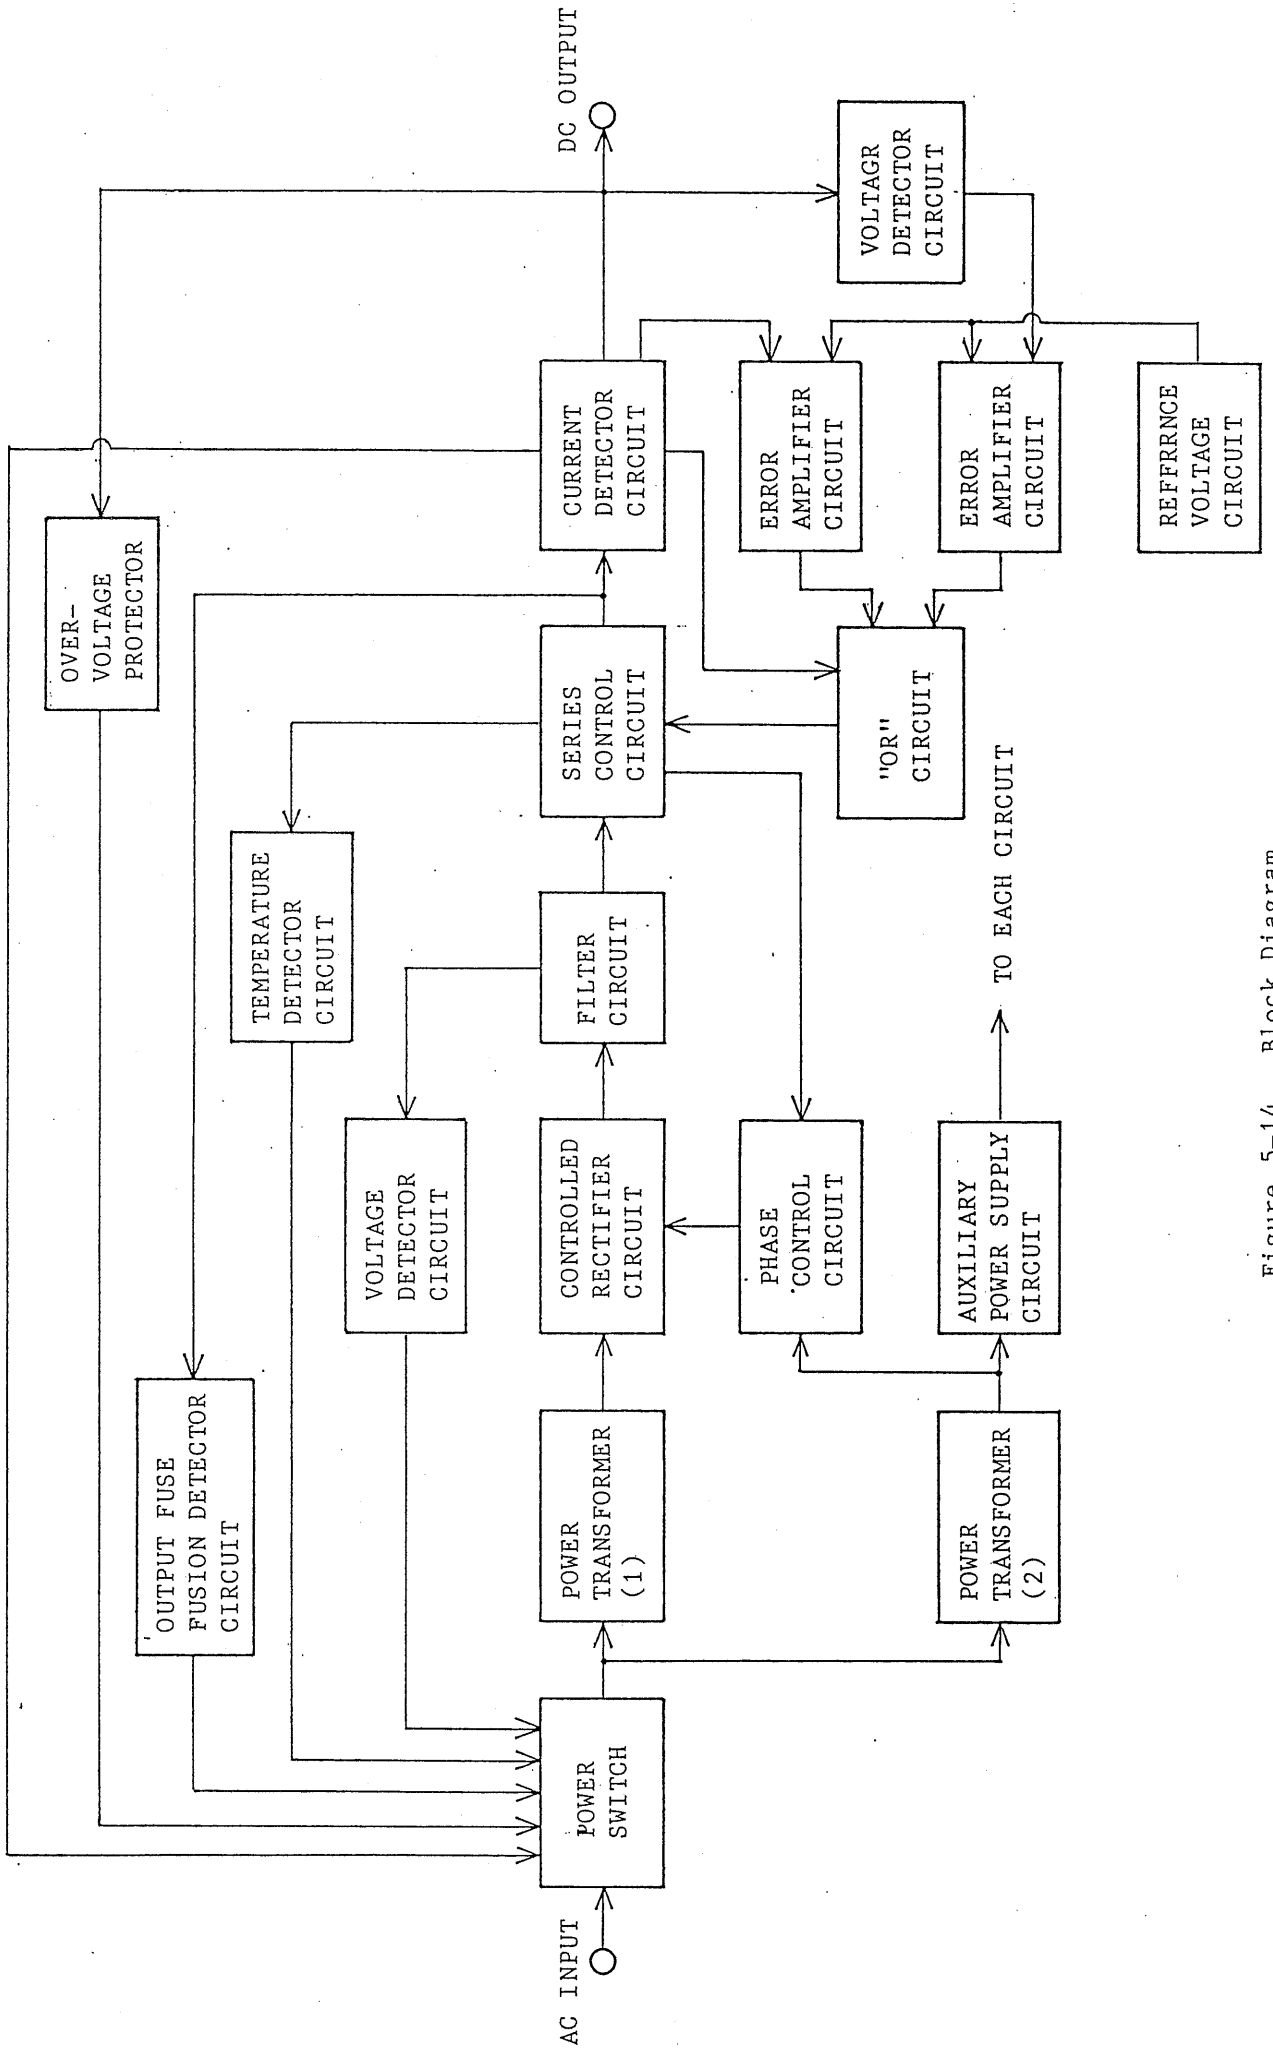 OVER-
VOLTAGE
PROTECTOR
'OUTPUT FUSE
FUSION DETECTOR
CIRCUIT
TEMPERATURE
DETECTOR
CIRCUIT
VOLTAGE
DETECTOR
CIRCUIT
AC INPUT
POWER
SWITCH
POWER
TRANSFORMER
(1)
CONTROLLED
RECTIFIER
CIRCUIT
FILTER
CIRCUIT
SERIES
CONTROL
CIRCUIT
CURRENT
DETECTOR
CIRCUIT
DC OUTPUT
PHASE
CONTROL
CIRCUIT
ERROR
AMPLIFIER
CIRCUIT
VOLTAGR
DETECTOR
CIRCUIT
"OR"
CIRCUIT
POWER
TRANSFORMER
(2)
AUXILIARY
POWER SUPPLY
CIRCUIT
TO EACH CIRCUIT
ERROR
AMPLIFIER
CIRCUIT
REFFRNCE
VOLTAGE
CIRCUIT
Figure 5-14 Block Diagram